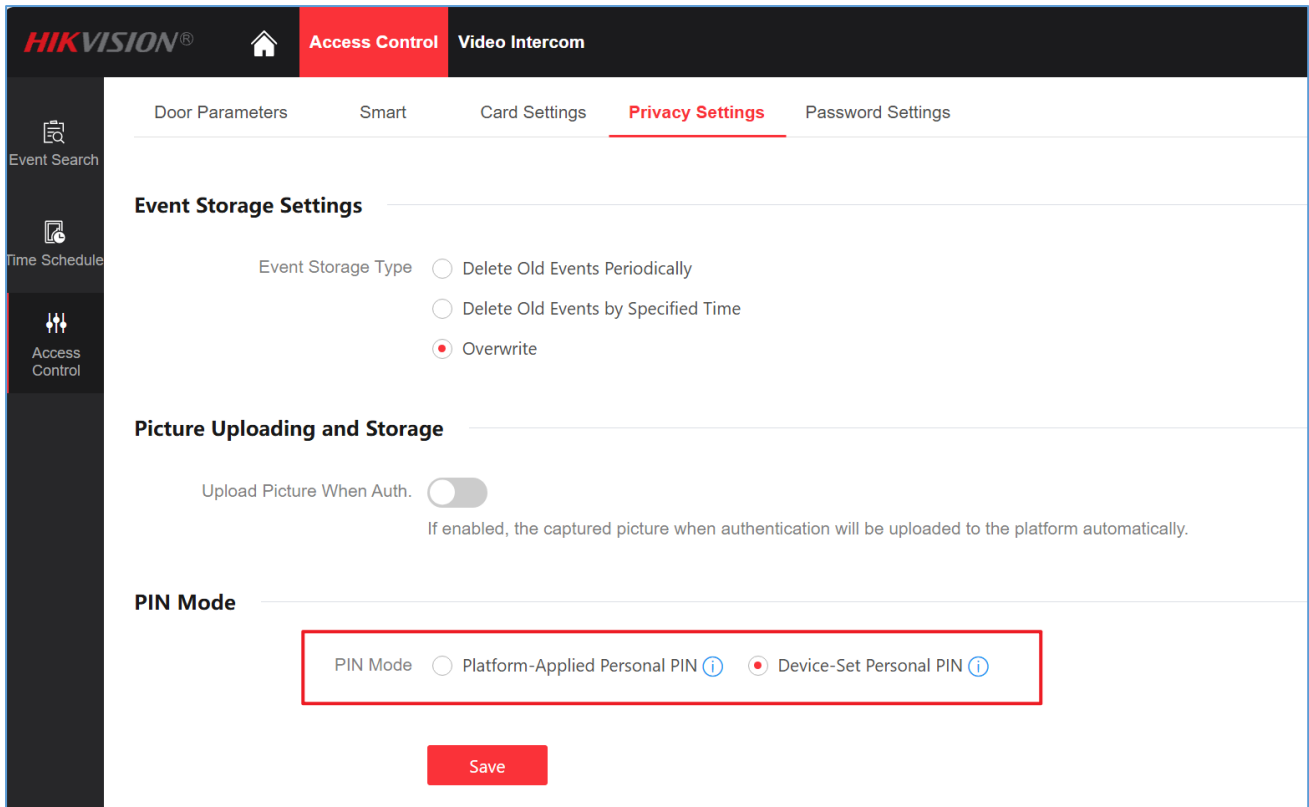 HIKVISION®
Access Control
Video Intercom
Event Search
Time Schedule
Access
Control
Door Parameters
Smart
Card Settings
Privacy Settings
Password Settings
Event Storage Settings
Event Storage Type
Delete Old Events Periodically
Delete Old Events by Specified Time
Overwrite
Picture Uploading and Storage
Upload Picture When Auth.
If enabled, the captured picture when authentication will be uploaded to the platform automatically.
PIN Mode
PIN Mode
Platform-Applied Personal PIN
Device-Set Personal PIN
Save